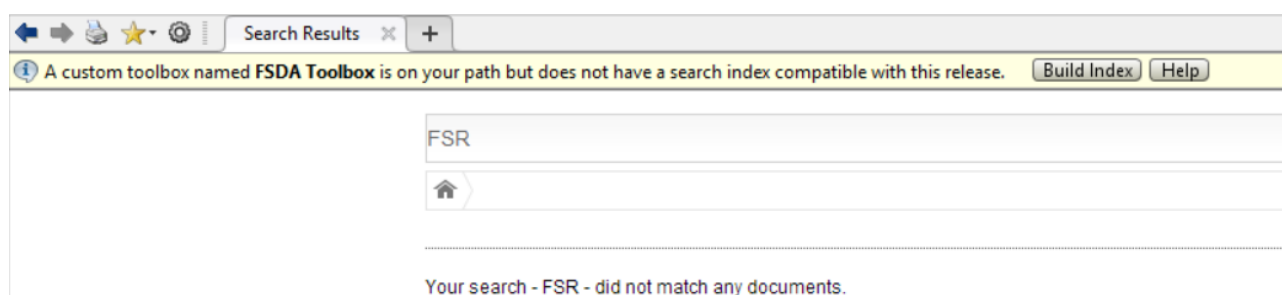 Search Results
A custom toolbox named FSDA Toolbox is on your path but does not have a search index compatible with this release. Build Index Help
FSR
Your search - FSR - did not match any documents.